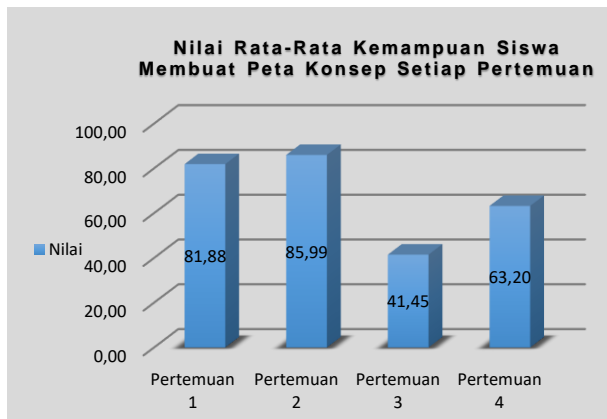 Nilai Rata-Rata Kemampuan Siswa
Membuat Peta Konsep Setiap Pertemuan
100,00
80,00
60,00
40,00
20,00
0,00
Nilai
81,88
85,99
41,45
63,20
Pertemuan 1
Pertemuan 2
Pertemuan 3
Pertemuan 4